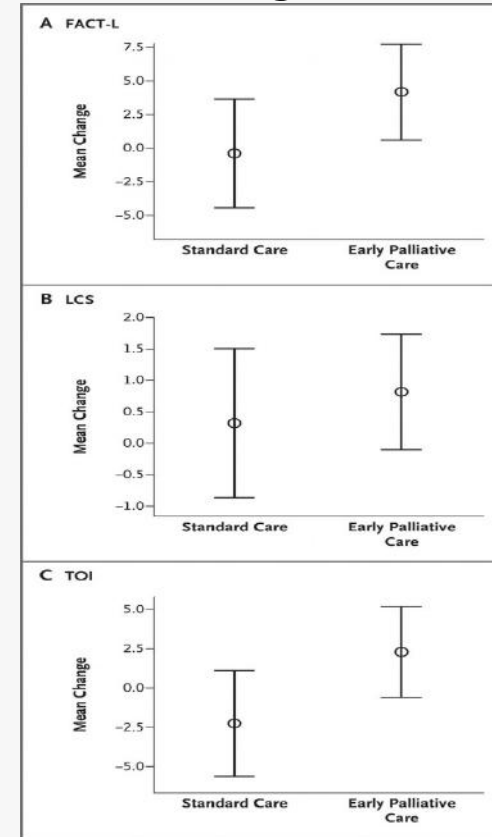 A FACT-L
Mean Change
7.5
5.0
2.5
0.0
−2.5
−5.0
Standard Care
Early Palliative
Care
B LCS
Mean Change
2.0
1.5
1.0
0.5
0.0
−0.5
−1.0
Standard Care
Early Palliative
Care
C TOI
Mean Change
5.0
2.5
0.0
−2.5
−5.0
Standard Care
Early Palliative
Care